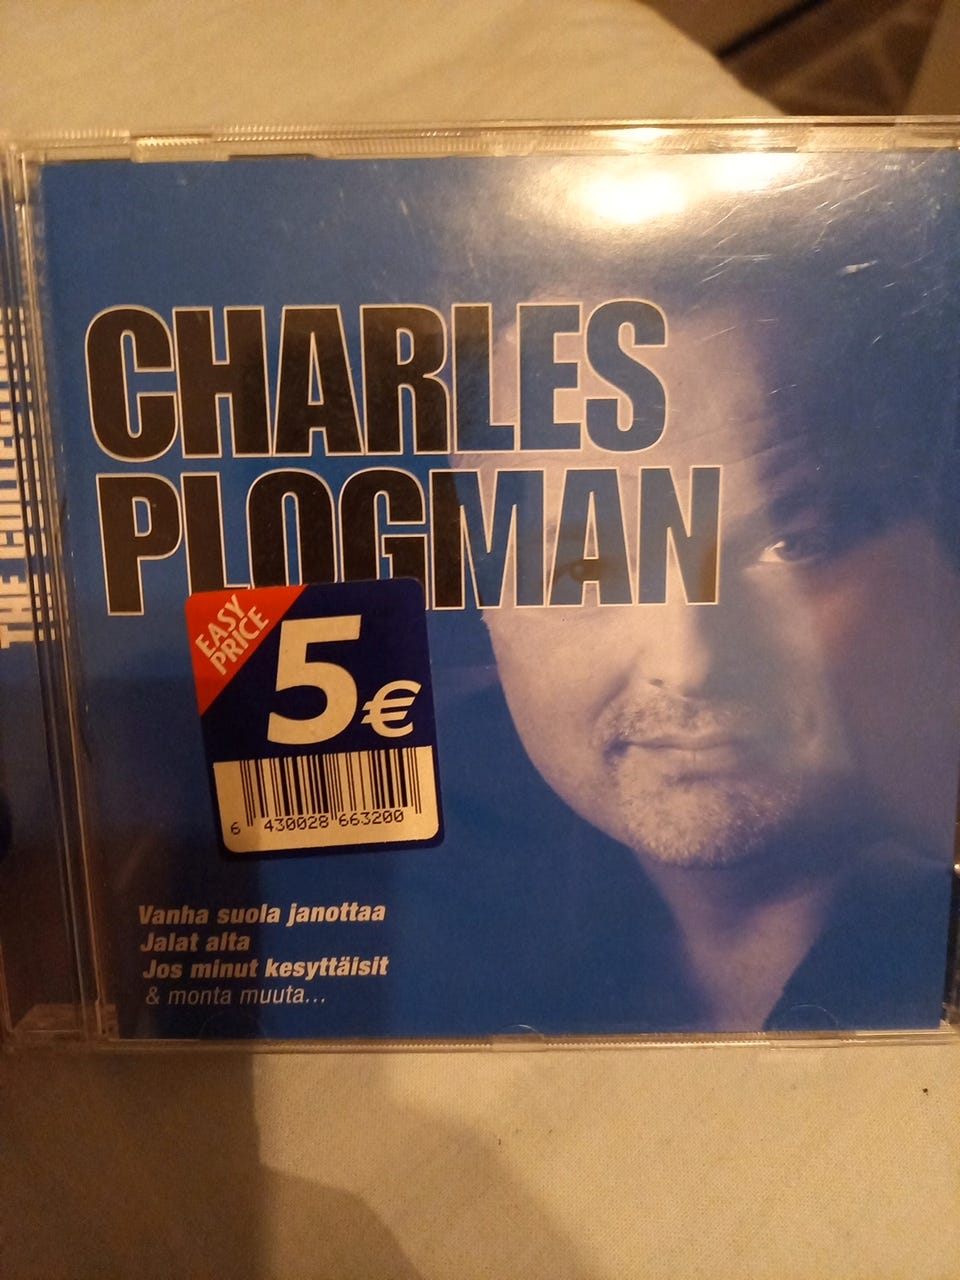 THE COLLECTION
CHARLES
PLOGMAN
EASY
PRICE
5€
6 430028 663200
Vanha suola janottaa
Jalat alta
Jos minut kesyttäisit
& monta muuta...